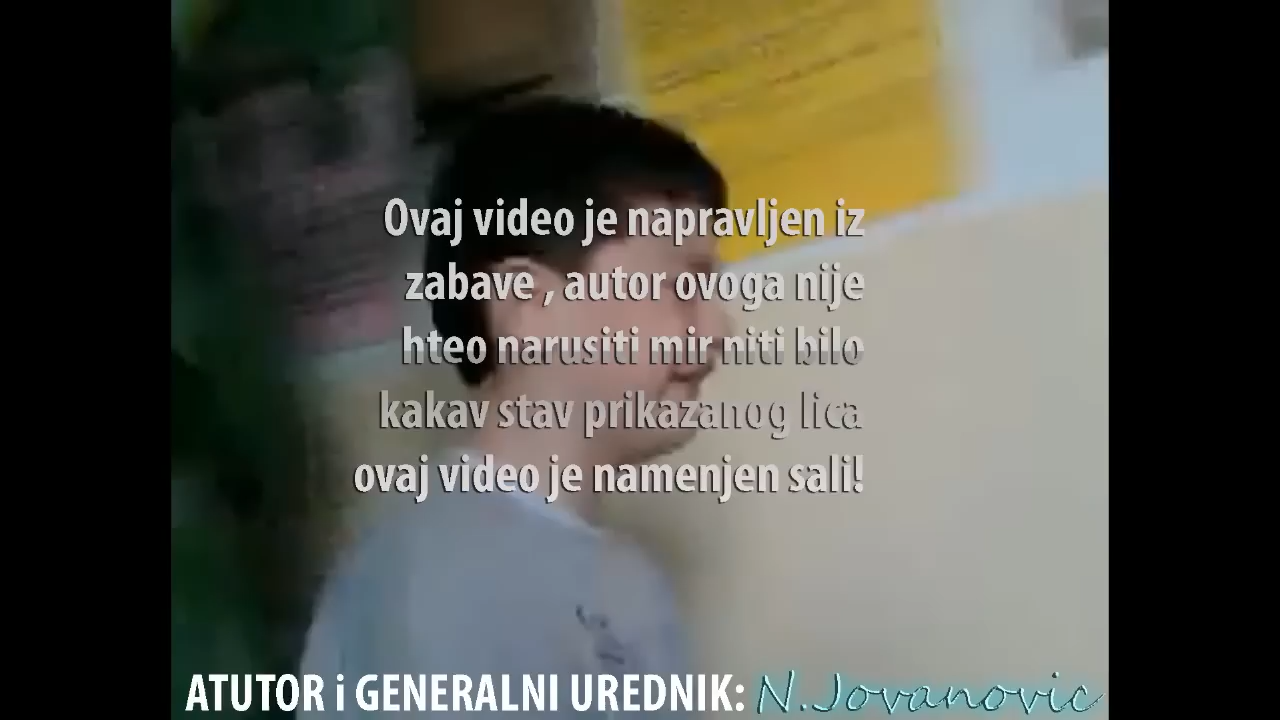 Ovaj video je napravljen iz
zabave , autor ovoga nije
hteo narusiti mir niti bilo
kakav stav prikazanog lica
ovaj video je namenjen sali!
ATUTOR i GENERALNI UREDNIK: N.Jovanovic